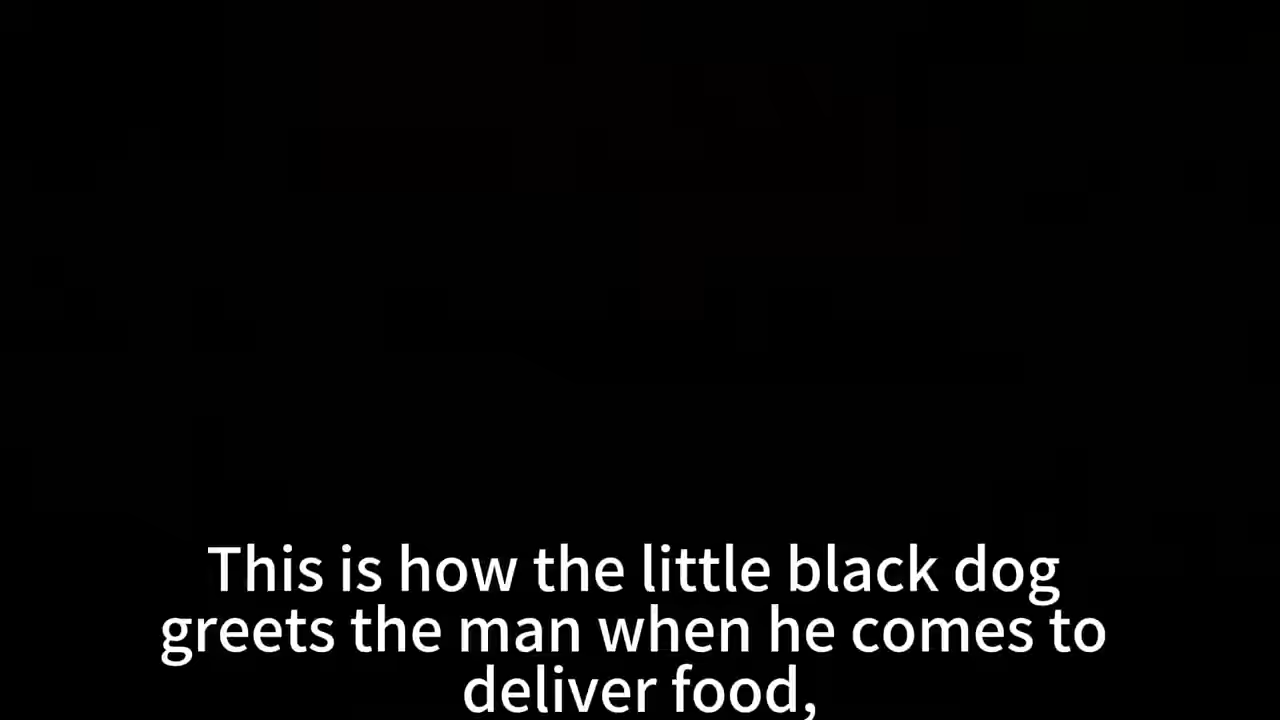 This is how the little black dog
greets the man when he comes to
deliver food,